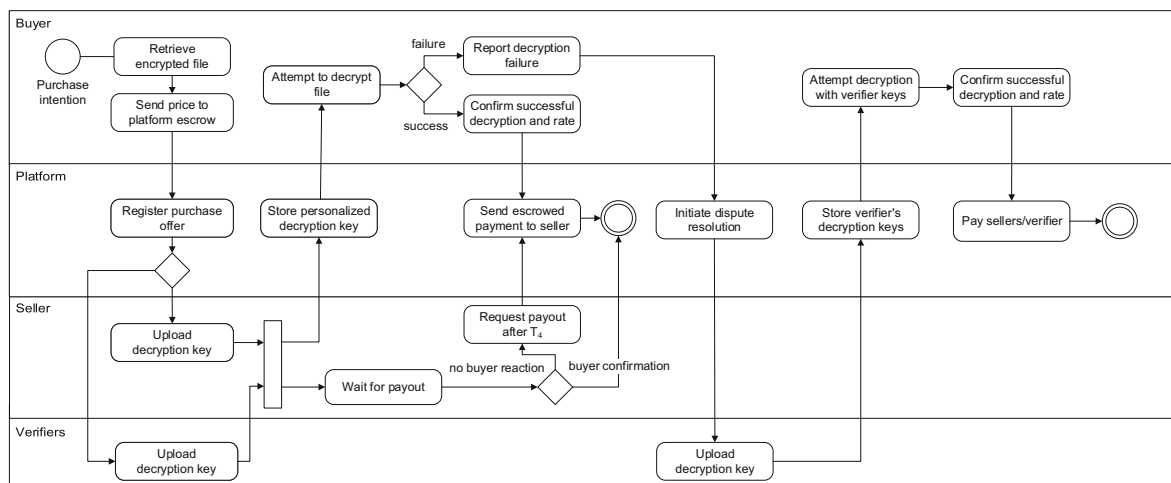 Buyer
Purchase
intention
Retrieve
encrypted file
Send price to
platform escrow
Attempt to decrypt
file
failure
success
Report decryption
failure
Confirm successful
decryption and rate
Attempt decryption
with verifier keys
Confirm successful
decryption and rate
Platform
Register purchase
offer
Store personalized
decryption key
Send escrowed
payment to seller
Initiate dispute
resolution
Store verifier's
decryption keys
Pay sellers/verifier
Seller
Upload
decryption key
Wait for payout
Request payout
after T4
no buyer reaction
buyer confirmation
Verifiers
Upload
decryption key
Upload
decryption key